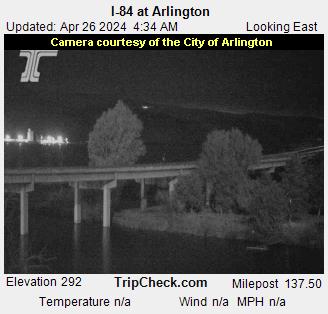 I-84 at Arlington
Updated: Apr 26 2024 4:34 AM Looking East
Camera courtesy of the City of Arlington
Elevation 292 TripCheck.com Milepost 137.50
Temperature n/a Wind n/a MPH n/a